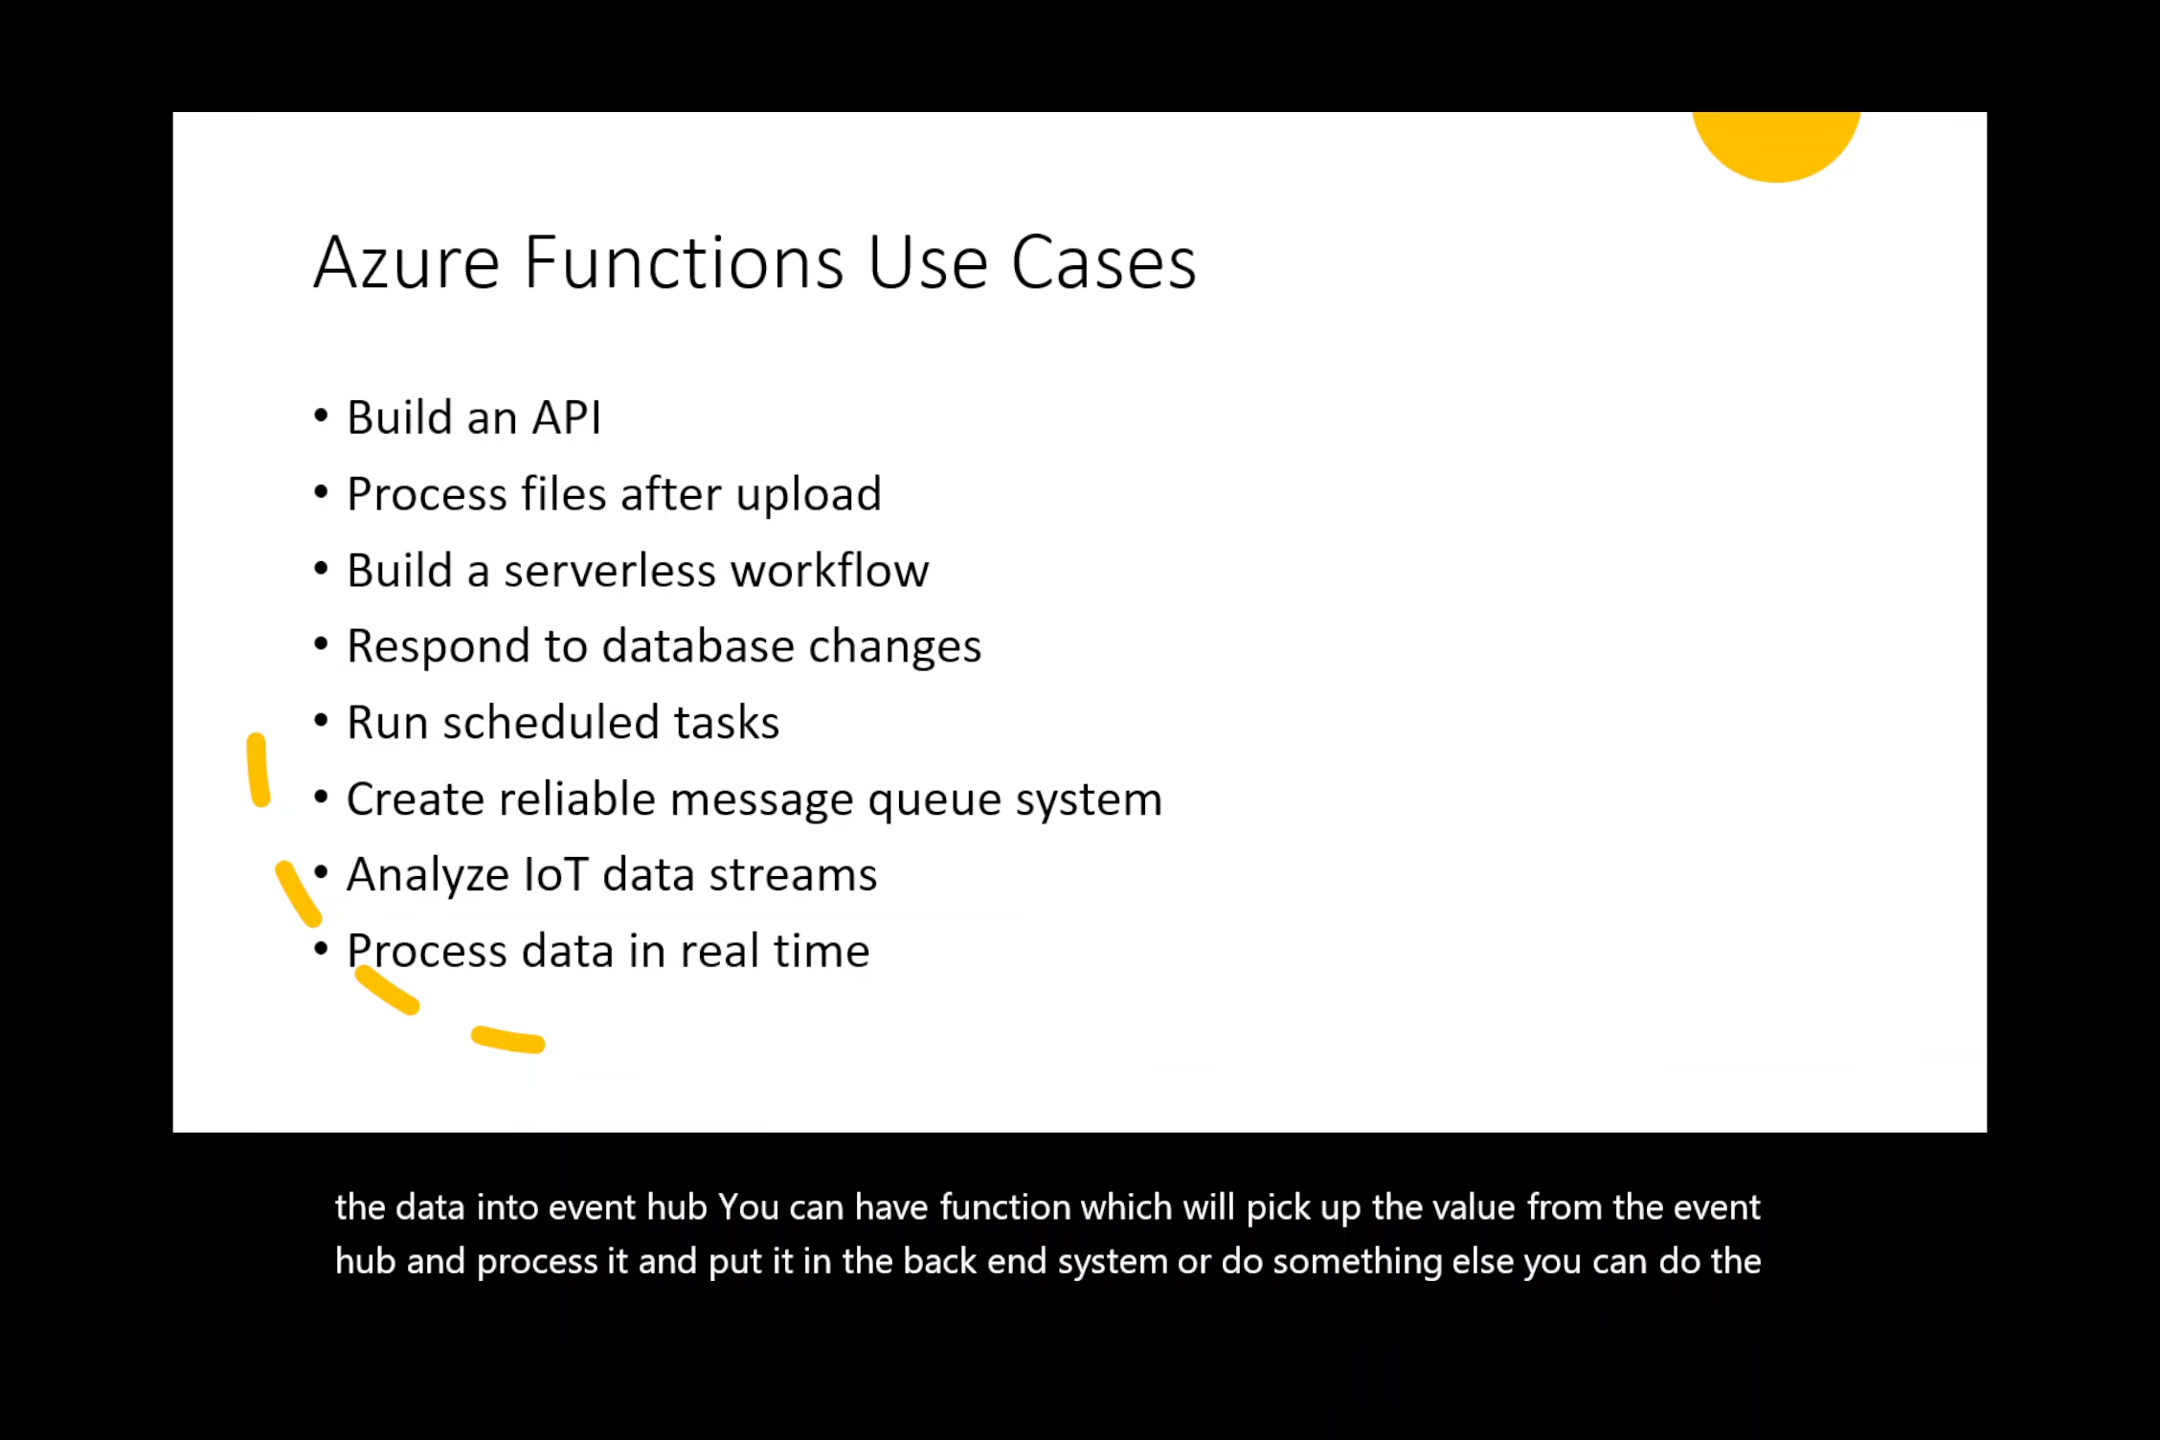 Azure Functions Use Cases
• Build an API
• Process files after upload
• Build a serverless workflow
• Respond to database changes
• Run scheduled tasks
• Create reliable message queue system
• Analyze IoT data streams
• Process data in real time
the data into event hub You can have function which will pick up the value from the event
hub and process it and put it in the back end system or do something else you can do the